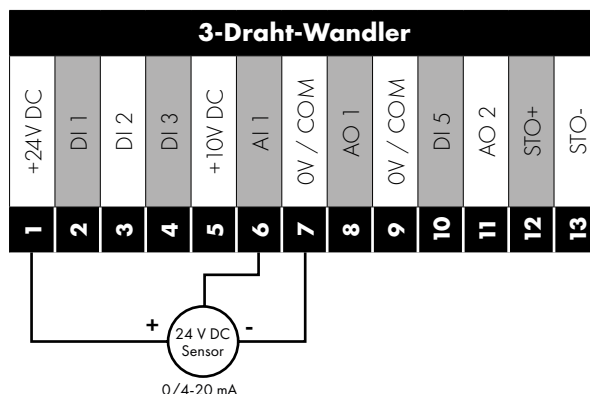 3-Draht-Wandler
+24V DC
DI 1
DI 2
DI 3
+10V DC
AI 1
0V / COM
AO 1
0V / COM
DI 5
AO 2
STO+
STO-
1
2
3
4
5
6
7
8
9
10
11
12
13
+
24 V DC
Sensor
-
0/4-20 mA